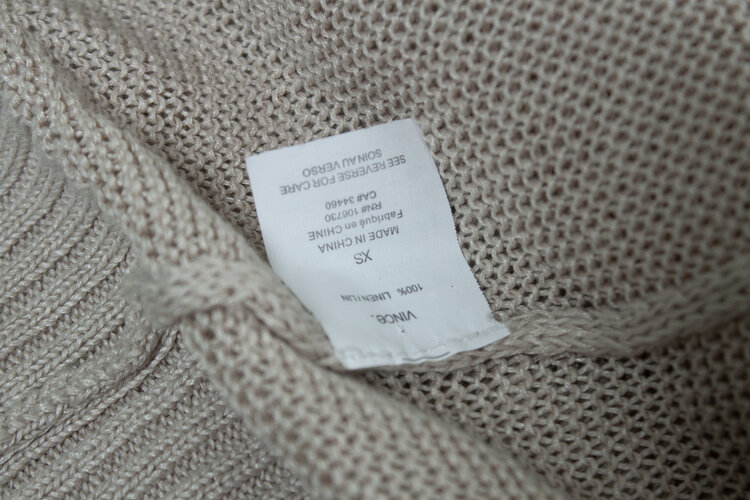 VINCE.
100% LINEN/LIN
XS
MADE IN CHINA
Fabriqué en CHINE
RN# 106730
CA# 34460
SEE REVERSE FOR CARE
SOIN AU VERSO